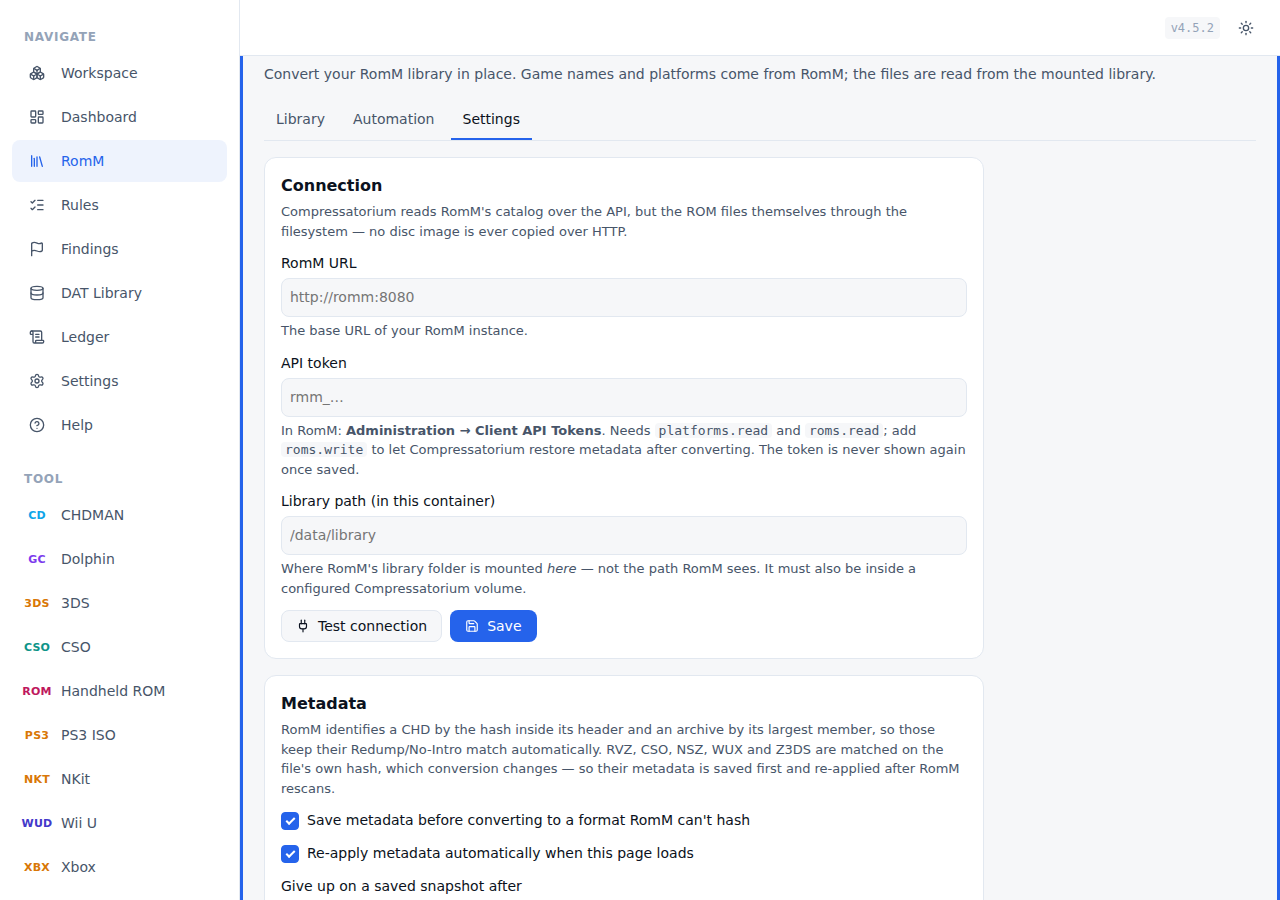 NAVIGATE
Workspace
Dashboard
RomM
Rules
Findings
DAT Library
Ledger
Settings
Help
TOOL
CD CHDMAN
GC Dolphin
3DS 3DS
CSO CSO
ROM Handheld ROM
PS3 PS3 ISO
NKT NKit
WUD Wii U
XBX Xbox
v4.5.2
Convert your RomM library in place. Game names and platforms come from RomM; the files are read from the mounted library.
Library Automation Settings
Connection
Compressatorium reads RomM's catalog over the API, but the ROM files themselves through the
filesystem — no disc image is ever copied over HTTP.
RomM URL
http://romm:8080
The base URL of your RomM instance.
API token
rmm_…
In RomM: Administration → Client API Tokens. Needs platforms.read and roms.read; add
roms.write to let Compressatorium restore metadata after converting. The token is never shown again
once saved.
Library path (in this container)
/data/library
Where RomM's library folder is mounted here — not the path RomM sees. It must also be inside a
configured Compressatorium volume.
Test connection Save
Metadata
RomM identifies a CHD by the hash inside its header and an archive by its largest member, so those
keep their Redump/No-Intro match automatically. RVZ, CSO, NSZ, WUX and Z3DS are matched on the
file's own hash, which conversion changes — so their metadata is saved first and re-applied after RomM
rescans.
Save metadata before converting to a format RomM can't hash
Re-apply metadata automatically when this page loads
Give up on a saved snapshot after